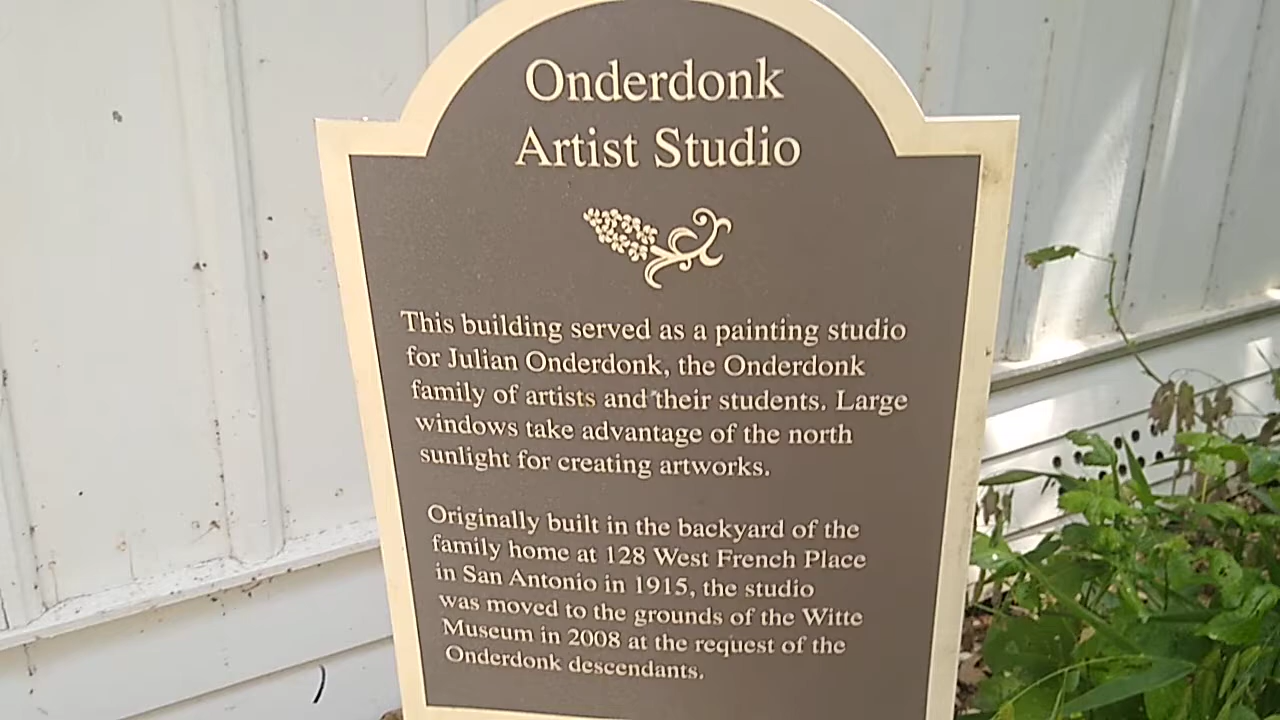 Onderdonk
Artist Studio
This building served as a painting studio
for Julian Onderdonk, the Onderdonk
family of artists and their students. Large
windows take advantage of the north
sunlight for creating artworks.
Originally built in the backyard of the
family home at 128 West French Place
in San Antonio in 1915, the studio
was moved to the grounds of the Witte
Museum in 2008 at the request of the
Onderdonk descendants.